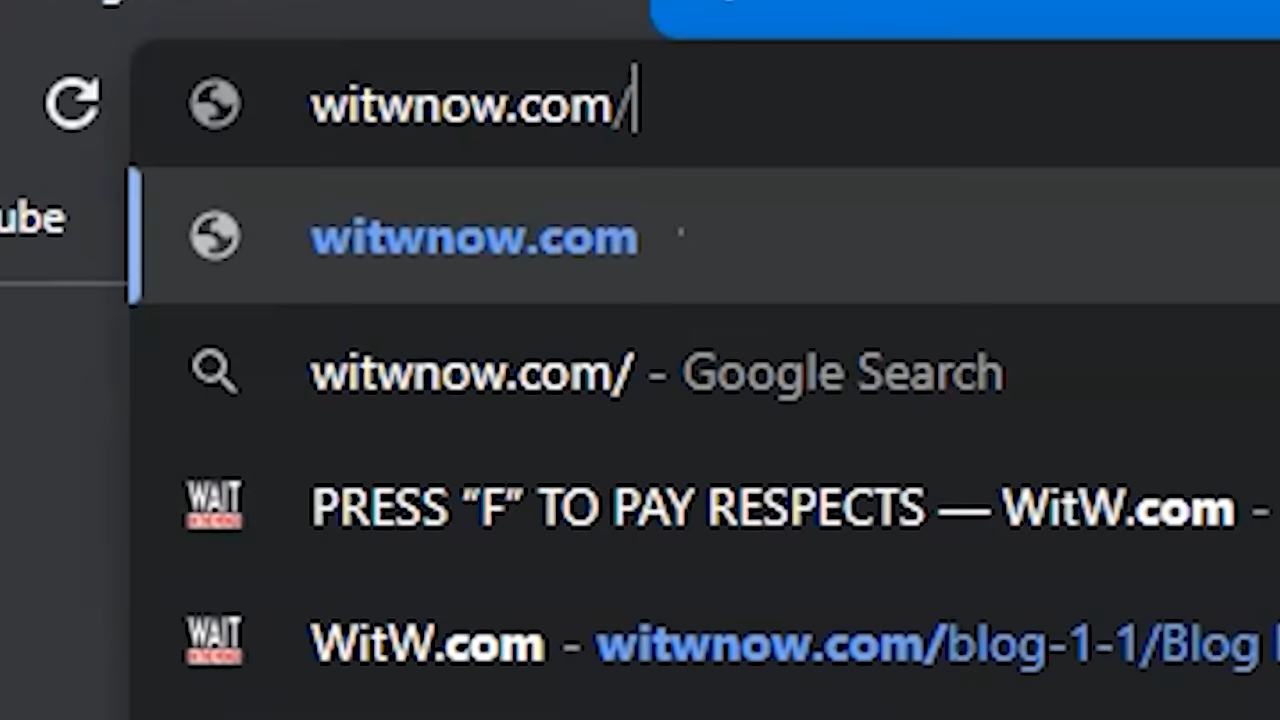 witwnow.com/
ube
witwnow.com
witwnow.com/ - Google Search
WAIT
PRESS “F” TO PAY RESPECTS — WitW.com -
WAIT
WitW.com - witwnow.com/blog-1-1/Blog